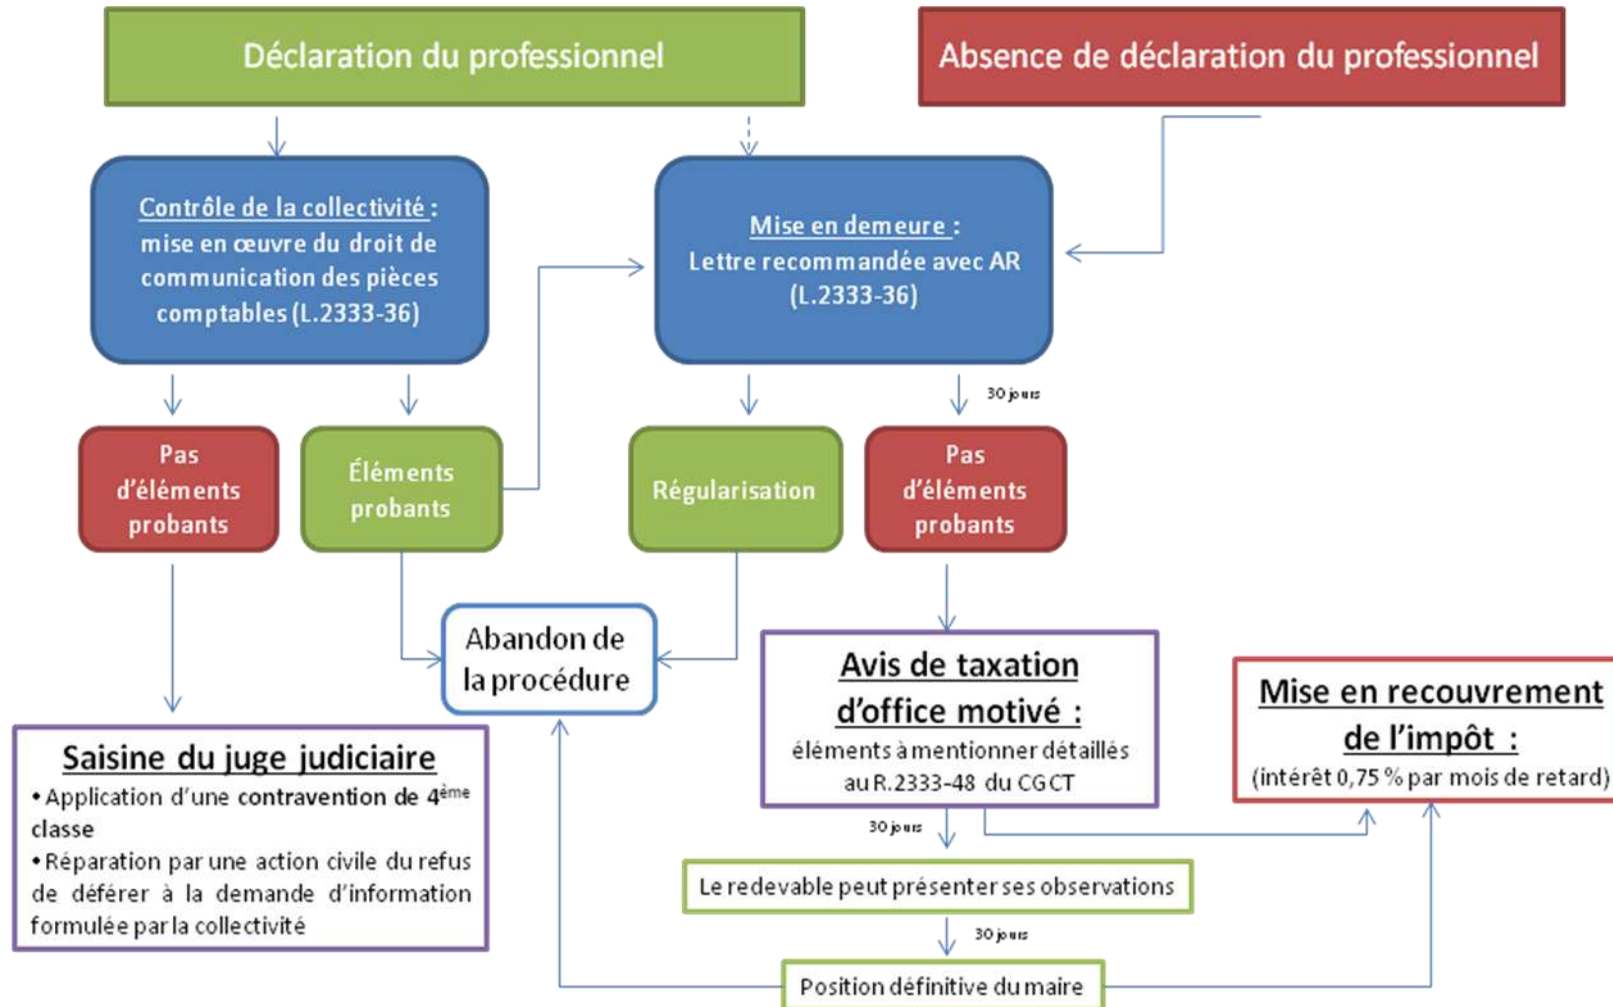 Déclaration du professionnel
Absence de déclaration du professionnel
Contrôle de la collectivité :
mise en œuvre du droit de
communication des pièces
comptables (L.2333-36)
Mise en demeure :
Lettre recommandée avec AR
(L.2333-36)
30 jours
Pas
d’éléments
probants
Éléments
probants
Régularisation
Pas
d’éléments
probants
Abandon de
la procédure
Avis de taxation
d’office motivé :
éléments à mentionner détaillés
au R.2333-48 du CGCT
Mise en recouvrement
de l’impôt :
(intérêt 0,75 % par mois de retard)
Saisine du juge judiciaire
• Application d’une contravention de 4ème
classe
• Réparation par une action civile du refus
de déférer à la demande d’information
formulée par la collectivité
30 jours
Le redevable peut présenter ses observations
30 jours
Position définitive du maire